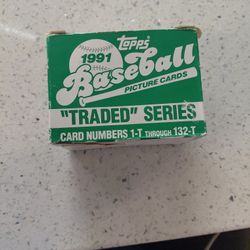 Topps
1991
Baseball
PICTURE CARDS
"TRADED" SERIES
CARD NUMBERS 1-T THROUGH 132-T